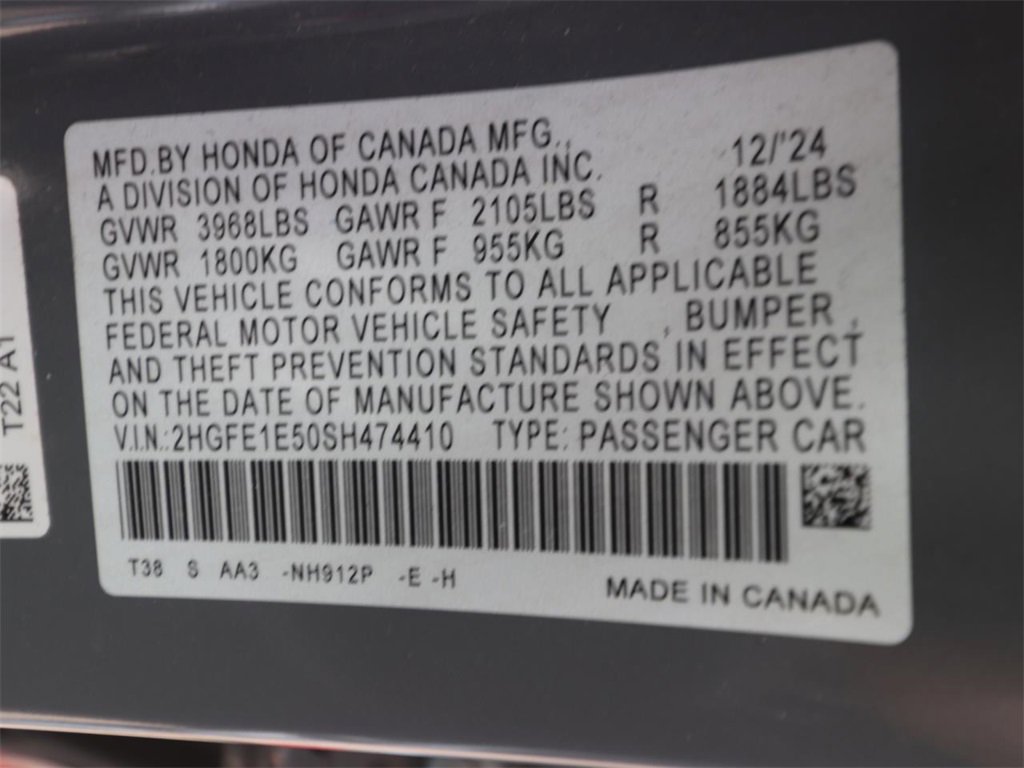 MFD.BY HONDA OF CANADA MFG., 12/'24
A DIVISION OF HONDA CANADA INC.
GVWR 3968LBS GAWR F 2105LBS R 1884LBS
GVWR 1800KG GAWR F 955KG R 855KG
THIS VEHICLE CONFORMS TO ALL APPLICABLE
FEDERAL MOTOR VEHICLE SAFETY , BUMPER ,
AND THEFT PREVENTION STANDARDS IN EFFECT
ON THE DATE OF MANUFACTURE SHOWN ABOVE.
V.I.N.:2HGFE1E50SH474410 TYPE: PASSENGER CAR
T38 S AA3 -NH912P -E -H
MADE IN CANADA
T22 A1